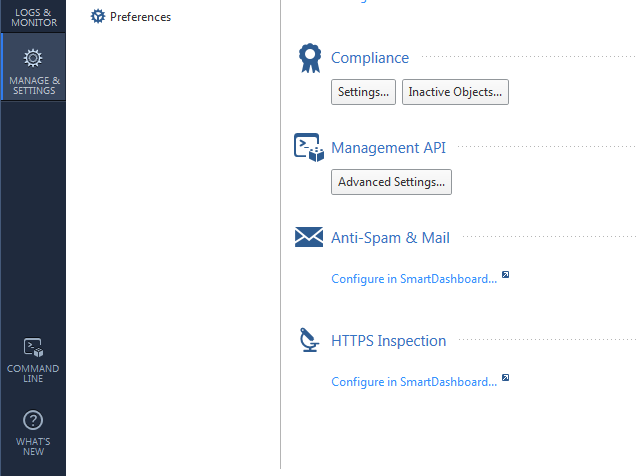 LOGS &
MONITOR
MANAGE &
SETTINGS
COMMAND
LINE
WHAT'S
NEW
Preferences
Compliance
Settings... Inactive Objects...
Management API
Advanced Settings...
Anti-Spam & Mail
Configure in SmartDashboard...
HTTPS Inspection
Configure in SmartDashboard...